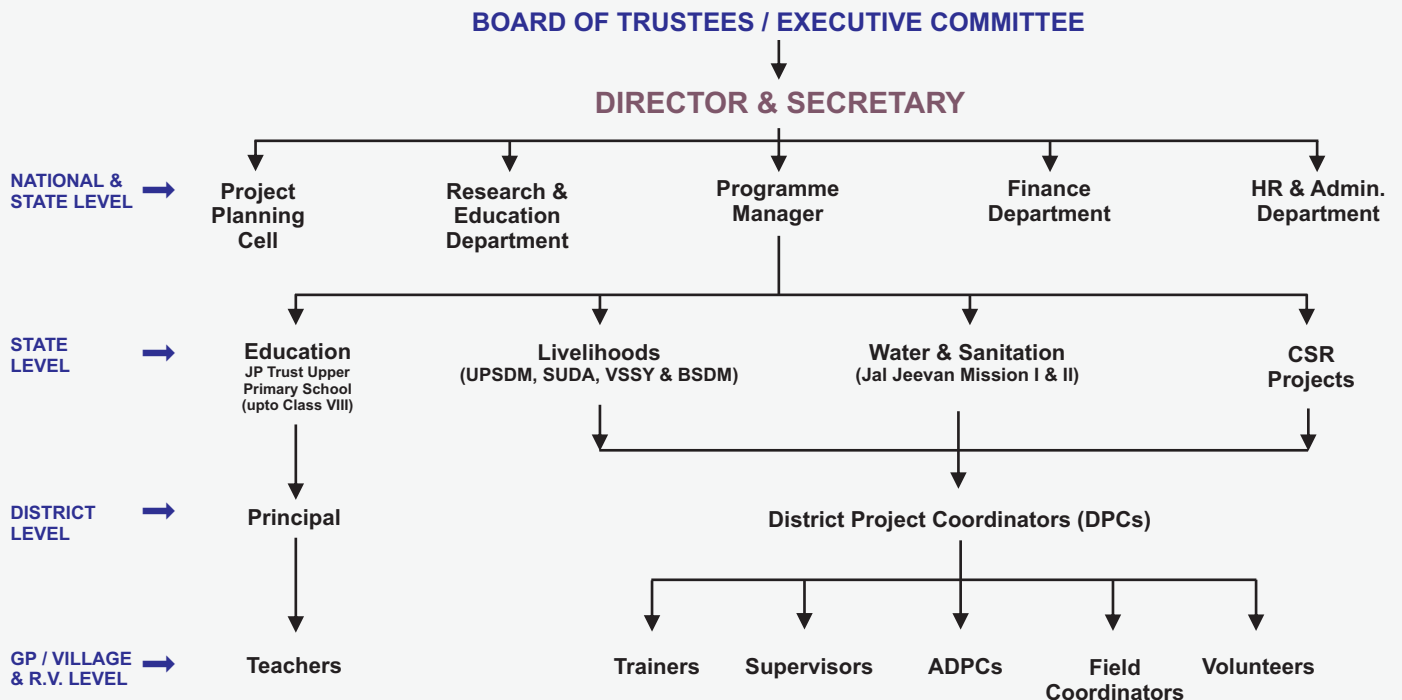 BOARD OF TRUSTEES / EXECUTIVE COMMITTEE
DIRECTOR & SECRETARY
NATIONAL &
STATE LEVEL
Project
Planning
Cell
Research &
Education
Department
Programme
Manager
Finance
Department
HR & Admin.
Department
STATE
LEVEL
Education
JP Trust Upper
Primary School
(upto Class VIII)
Livelihoods
(UPSDM, SUDA, VSSY & BSDM)
Water & Sanitation
(Jal Jeevan Mission I & II)
CSR
Projects
DISTRICT
LEVEL
Principal
District Project Coordinators (DPCs)
GP / VILLAGE
& R.V. LEVEL
Teachers
Trainers
Supervisors
ADPCs
Field
Coordinators
Volunteers